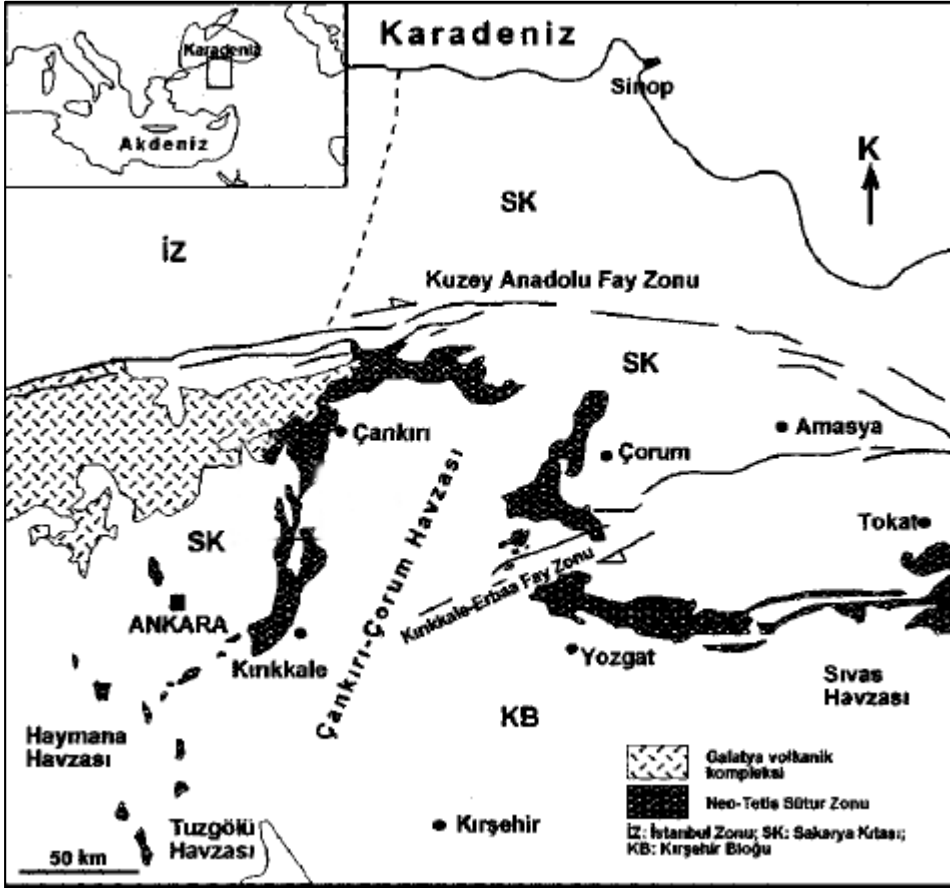 Karadeniz
Karadeniz
Akdeniz
Sinop
K
SK
İZ
Kuzey Anadolu Fay Zonu
SK
Çankırı
Amasya
Çorum
Çankırı-Çorum Havzası
Tokat
SK
Kırıkkale-Erbaa Fay Zonu
ANKARA
Kırıkkale
Yozgat
Sıvas
Havzası
KB
Haymana
Havzası
Galatya volkanik
kompleksi
Neo-Tetis Sütur Zonu
Kırşehir
Tuzgölü
Havzası
İZ: İstanbul Zonu; SK: Sakarya Kıtası;
KB: Kırşehir Bloğu
50 km